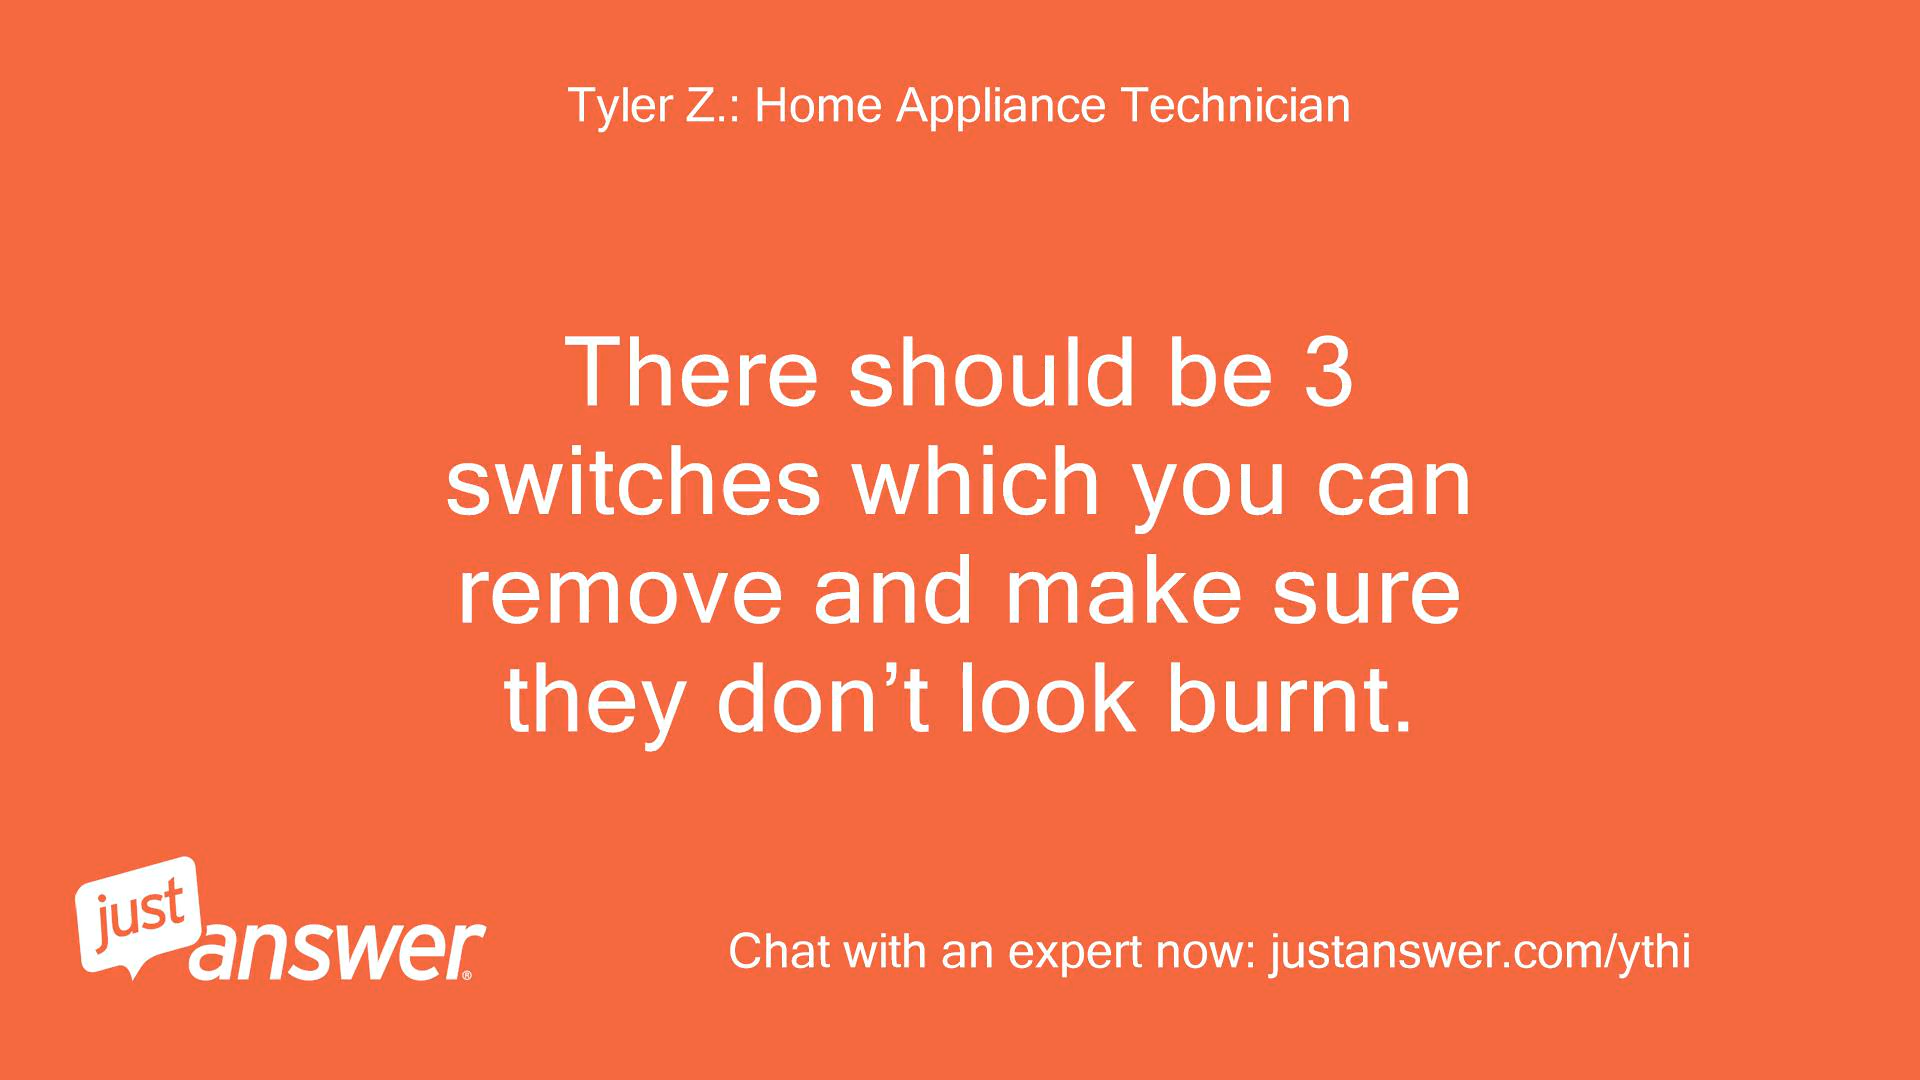 Tyler Z.: Home Appliance Technician
There should be 3
switches which you can
remove and make sure
they don’t look burnt.
just
answer®
Chat with an expert now: justanswer.com/ythi